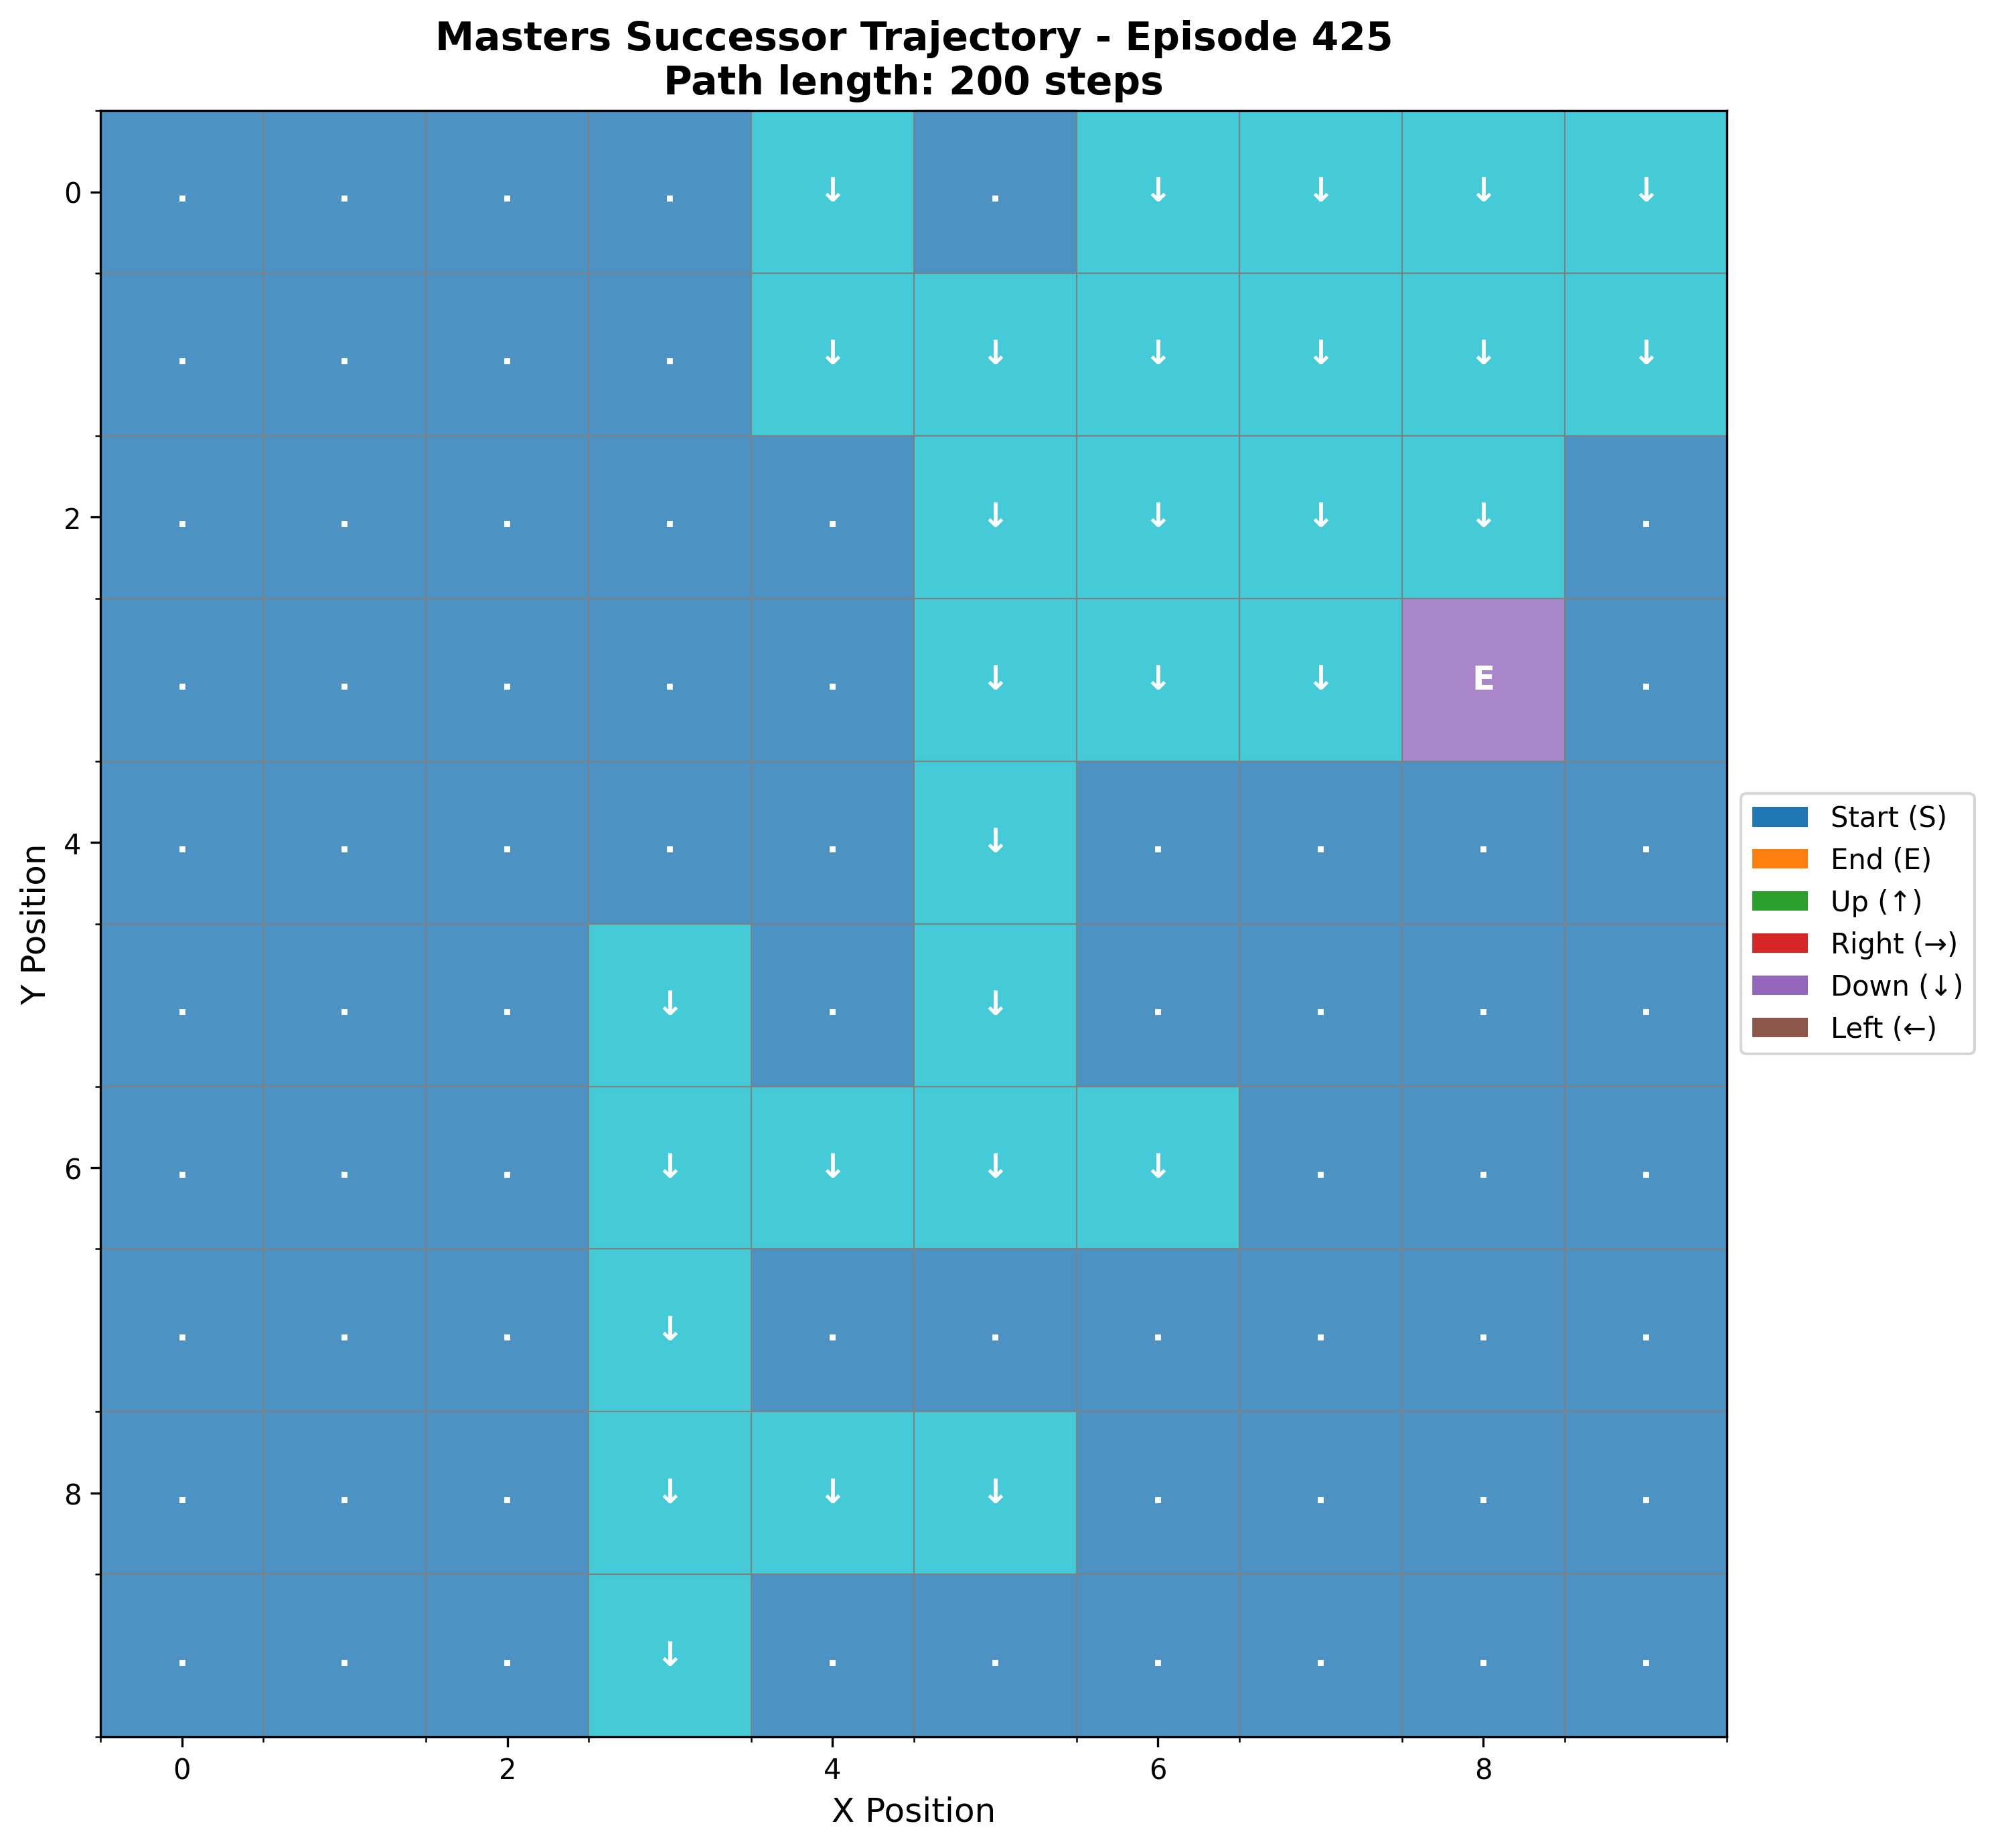 Masters Successor Trajectory - Episode 425
Path length: 200 steps
0 . . . . ↓ . ↓ ↓ ↓ ↓
. . . . ↓ ↓ ↓ ↓ ↓ ↓
2 . . . . . ↓ ↓ ↓ ↓ .
. . . . . ↓ ↓ ↓ E .
4 . . . . . ↓ . . . .
. . . ↓ . ↓ . . . .
6 . . . ↓ ↓ ↓ ↓ . . .
. . . ↓ . . . . . .
8 . . . ↓ ↓ ↓ . . . .
. . . ↓ . . . . . .
0 2 4 6 8
X Position
Y Position
Start (S)
End (E)
Up (↑)
Right (→)
Down (↓)
Left (←)